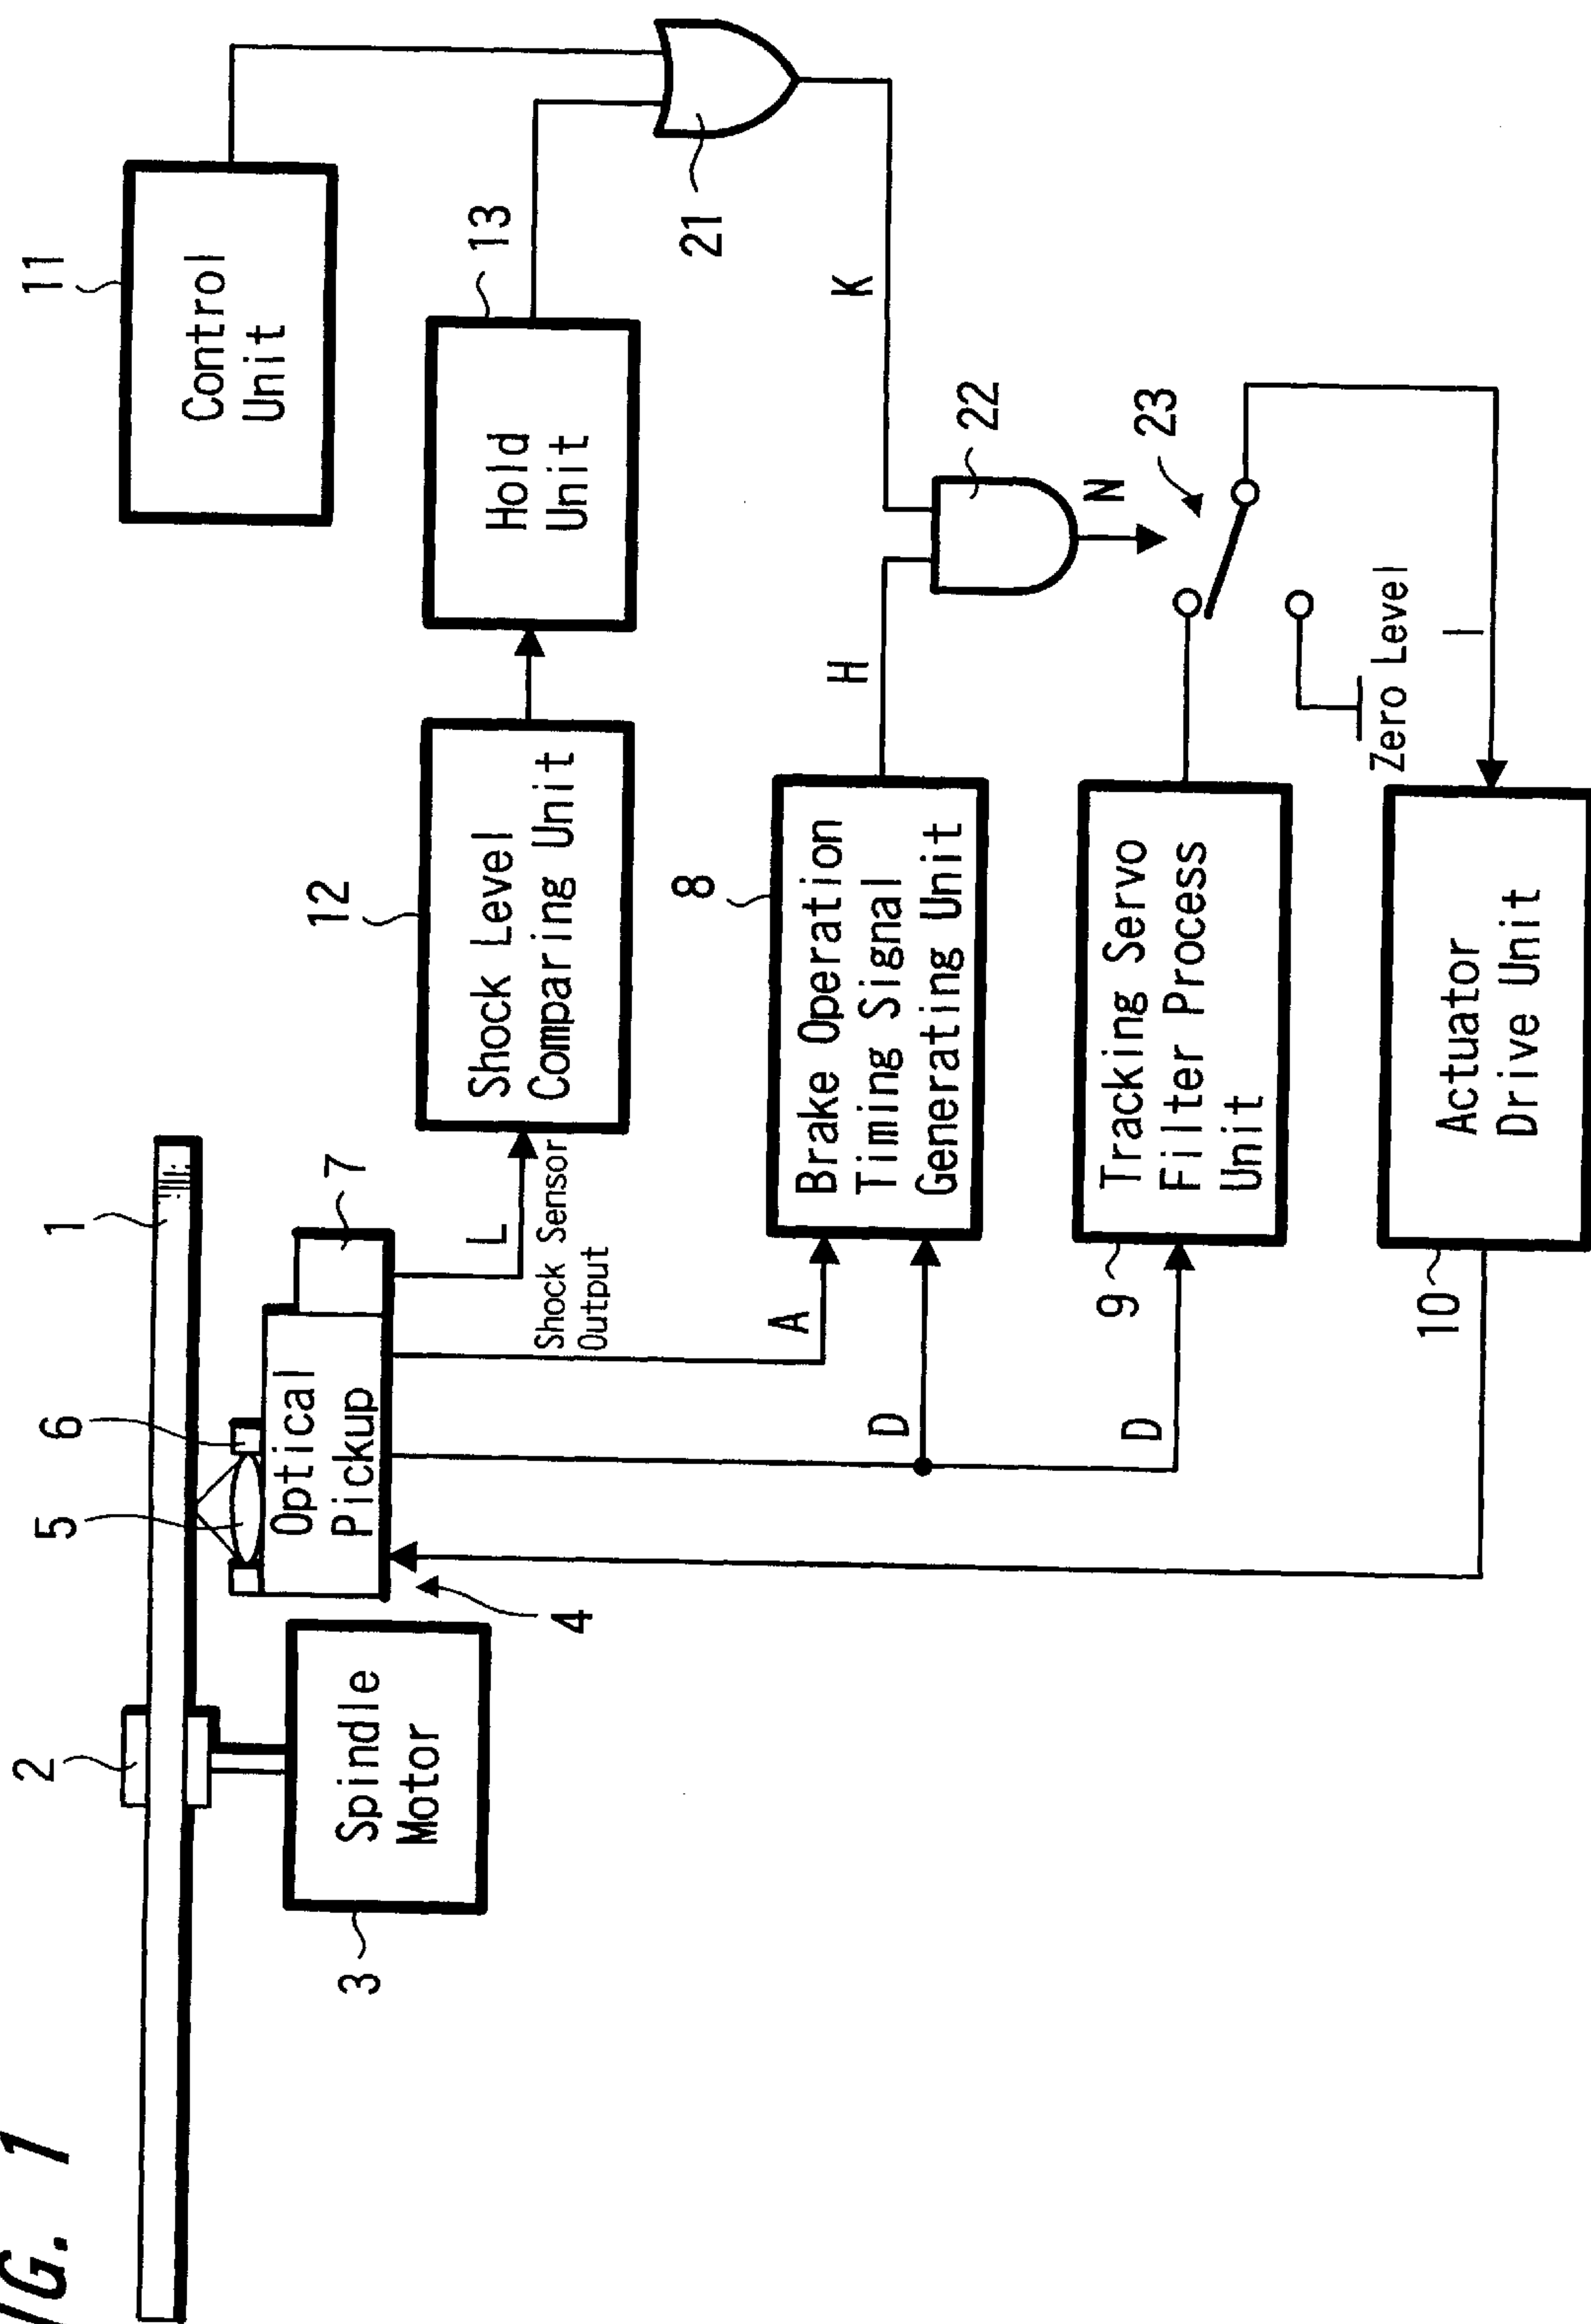 IG. 1
1
2
3
Spindle
Motor
4
5
6
Optical
Pickup
7
L
Shock Sensor
Output
A
D
D
12
Shock Level
Comparing Unit
13
Hold
Unit
11
Control
Unit
21
K
8
Brake Operation
Timing Signal
Generating Unit
H
22
N
23
9
Tracking Servo
Filter Process
Unit
Zero Level
I
10
Actuator
Drive Unit